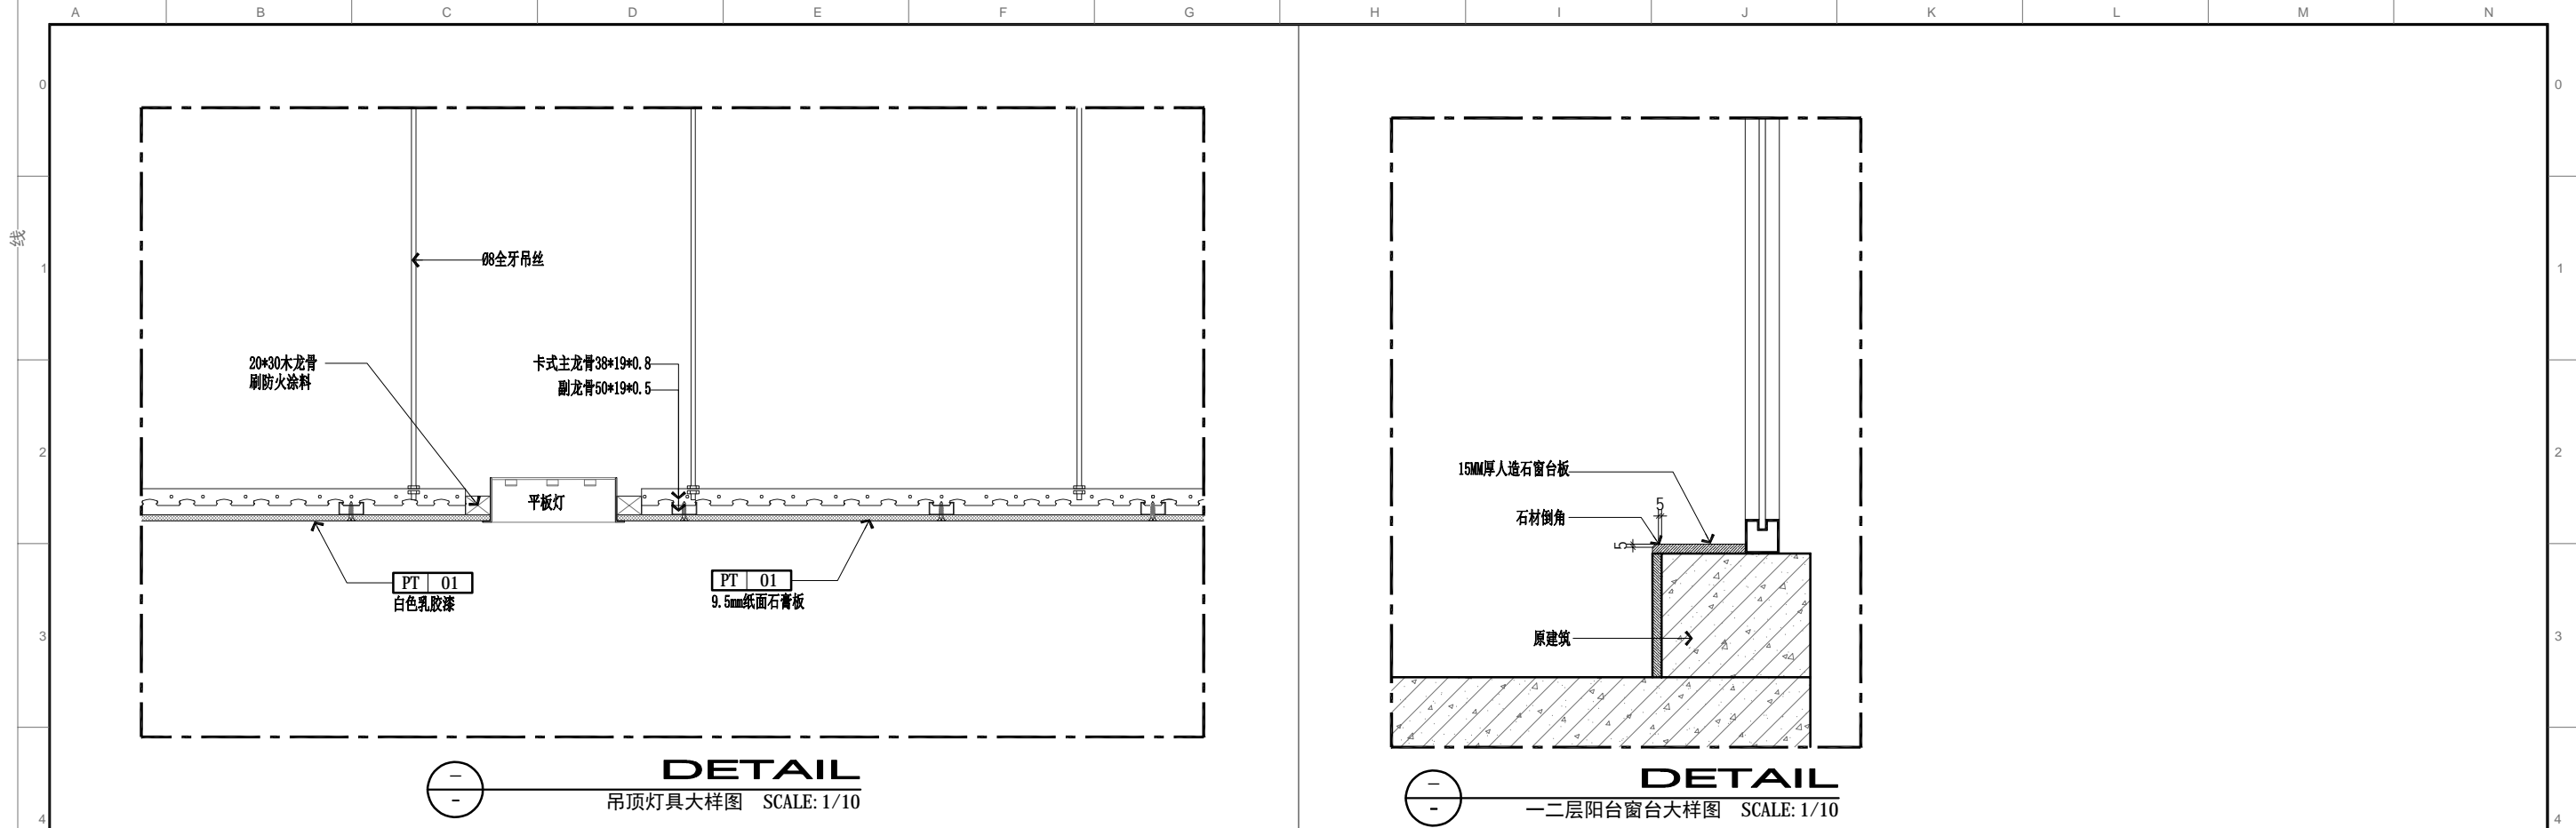 A B C D E F G H I J K L M N
0 0
线
1 1
2 2
3 3
4 4
Ø8全牙吊丝
20*30木龙骨
刷防火涂料
卡式主龙骨38*19*0.8
副龙骨50*19*0.5
平板灯
PT 01
白色乳胶漆
PT 01
9.5mm纸面石膏板
DETAIL
吊顶灯具大样图 SCALE: 1/10
15MM厚人造石窗台板
5
石材倒角
5
原建筑
DETAIL
一二层阳台窗台大样图 SCALE: 1/10